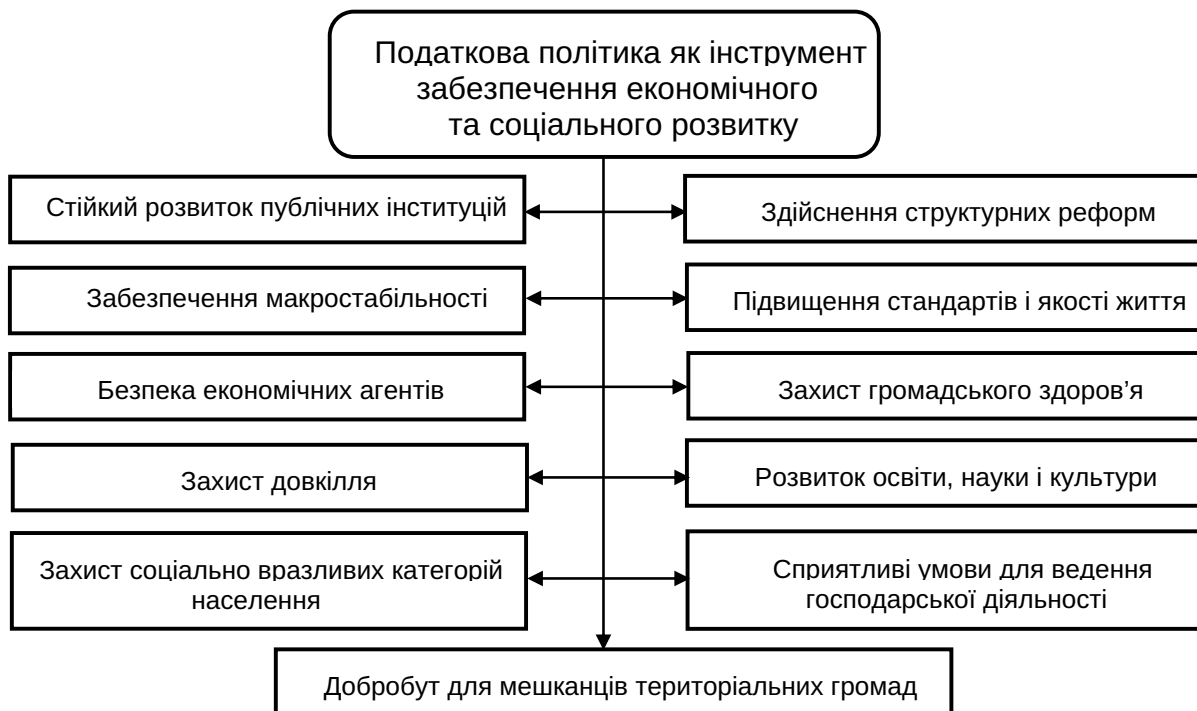 Податкова політика як інструмент
забезпечення економічного
та соціального розвитку
Стійкий розвиток публічних інституцій
Здійснення структурних реформ
Забезпечення макростабільності
Підвищення стандартів і якості життя
Безпека економічних агентів
Захист громадського здоров’я
Захист довкілля
Розвиток освіти, науки і культури
Захист соціально вразливих категорій
населення
Сприятливі умови для ведення
господарської діяльності
Добробут для мешканців територіальних громад